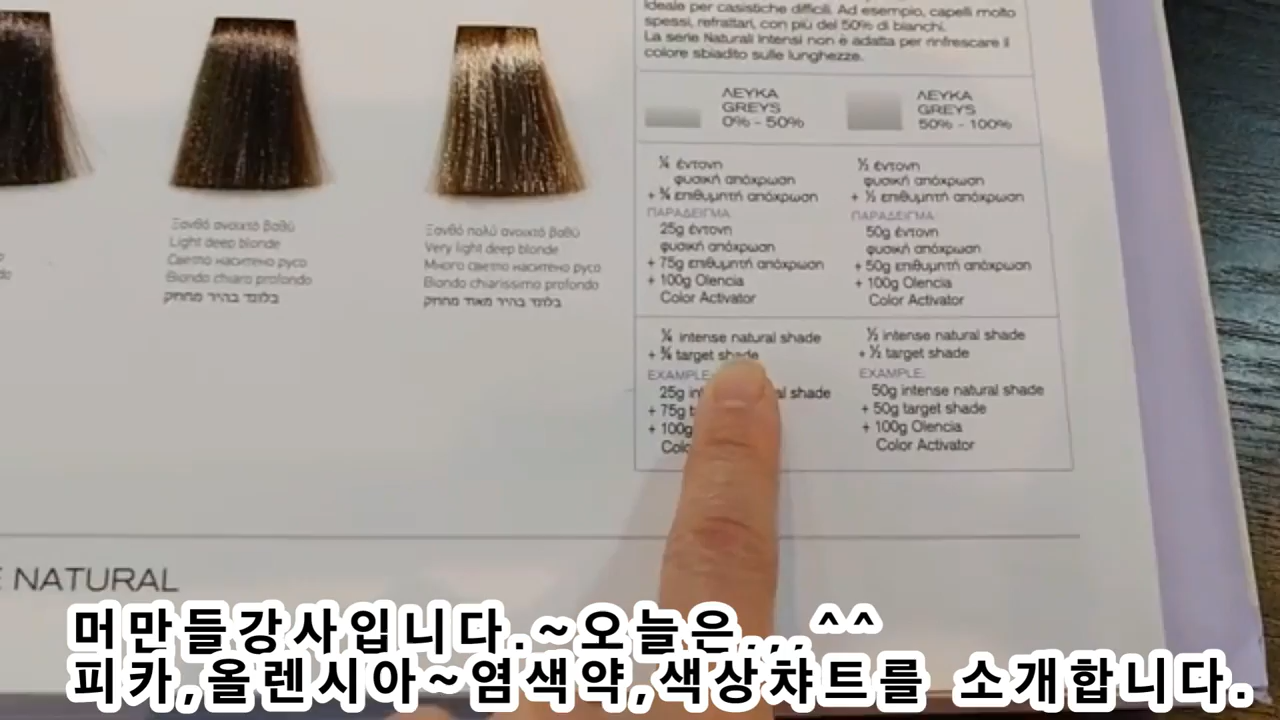 Ideale per casistiche difficili. Ad esempio, capelli molto
spessi, refrattari, con più del 50% di bianchi.
La serie Naturali Intensi non è adatta per rinfrescare il
colore sbiadito sulle lunghezze.
ΛΕΥΚΑ
GREYS
0% - 50%
ΛΕΥΚΑ
GREYS
50% - 100%
¼ έντονη
φυσική απόχρωση
+ ¾ επιθυμητή απόχρωση
ΠΑΡΑΔΕΙΓΜΑ:
25g έντονη
φυσική απόχρωση
+ 75g επιθυμητή απόχρωση
+ 100g Olencia
Color Activator
½ έντονη
φυσική απόχρωση
+ ½ επιθυμητή απόχρωση
ΠΑΡΑΔΕΙΓΜΑ:
50g έντονη
φυσική απόχρωση
+ 50g επιθυμητή απόχρωση
+ 100g Olencia
Color Activator
Ξανθό ανοιχτό βαθύ
Light deep blonde
Светло наситено русо
Biondo chiaro profondo
בלונד בהיר מחוזק
Ξανθό πολύ ανοιχτό βαθύ
Very light deep blonde
Много светло наситено русо
Biondo chiarissimo profondo
בלונד בהיר מאוד מחוזק
¼ intense natural shade
+ ¾ target shade
EXAMPLE:
25g in al shade
+ 75g t
+ 100g
Colo
½ intense natural shade
+ ½ target shade
EXAMPLE:
50g intense natural shade
+ 50g target shade
+ 100g Olencia
Color Activator
NATURAL
머만들강사입니다.~오늘은,,,^^
피카,올렌시아~염색약,색상챠트를 소개합니다.